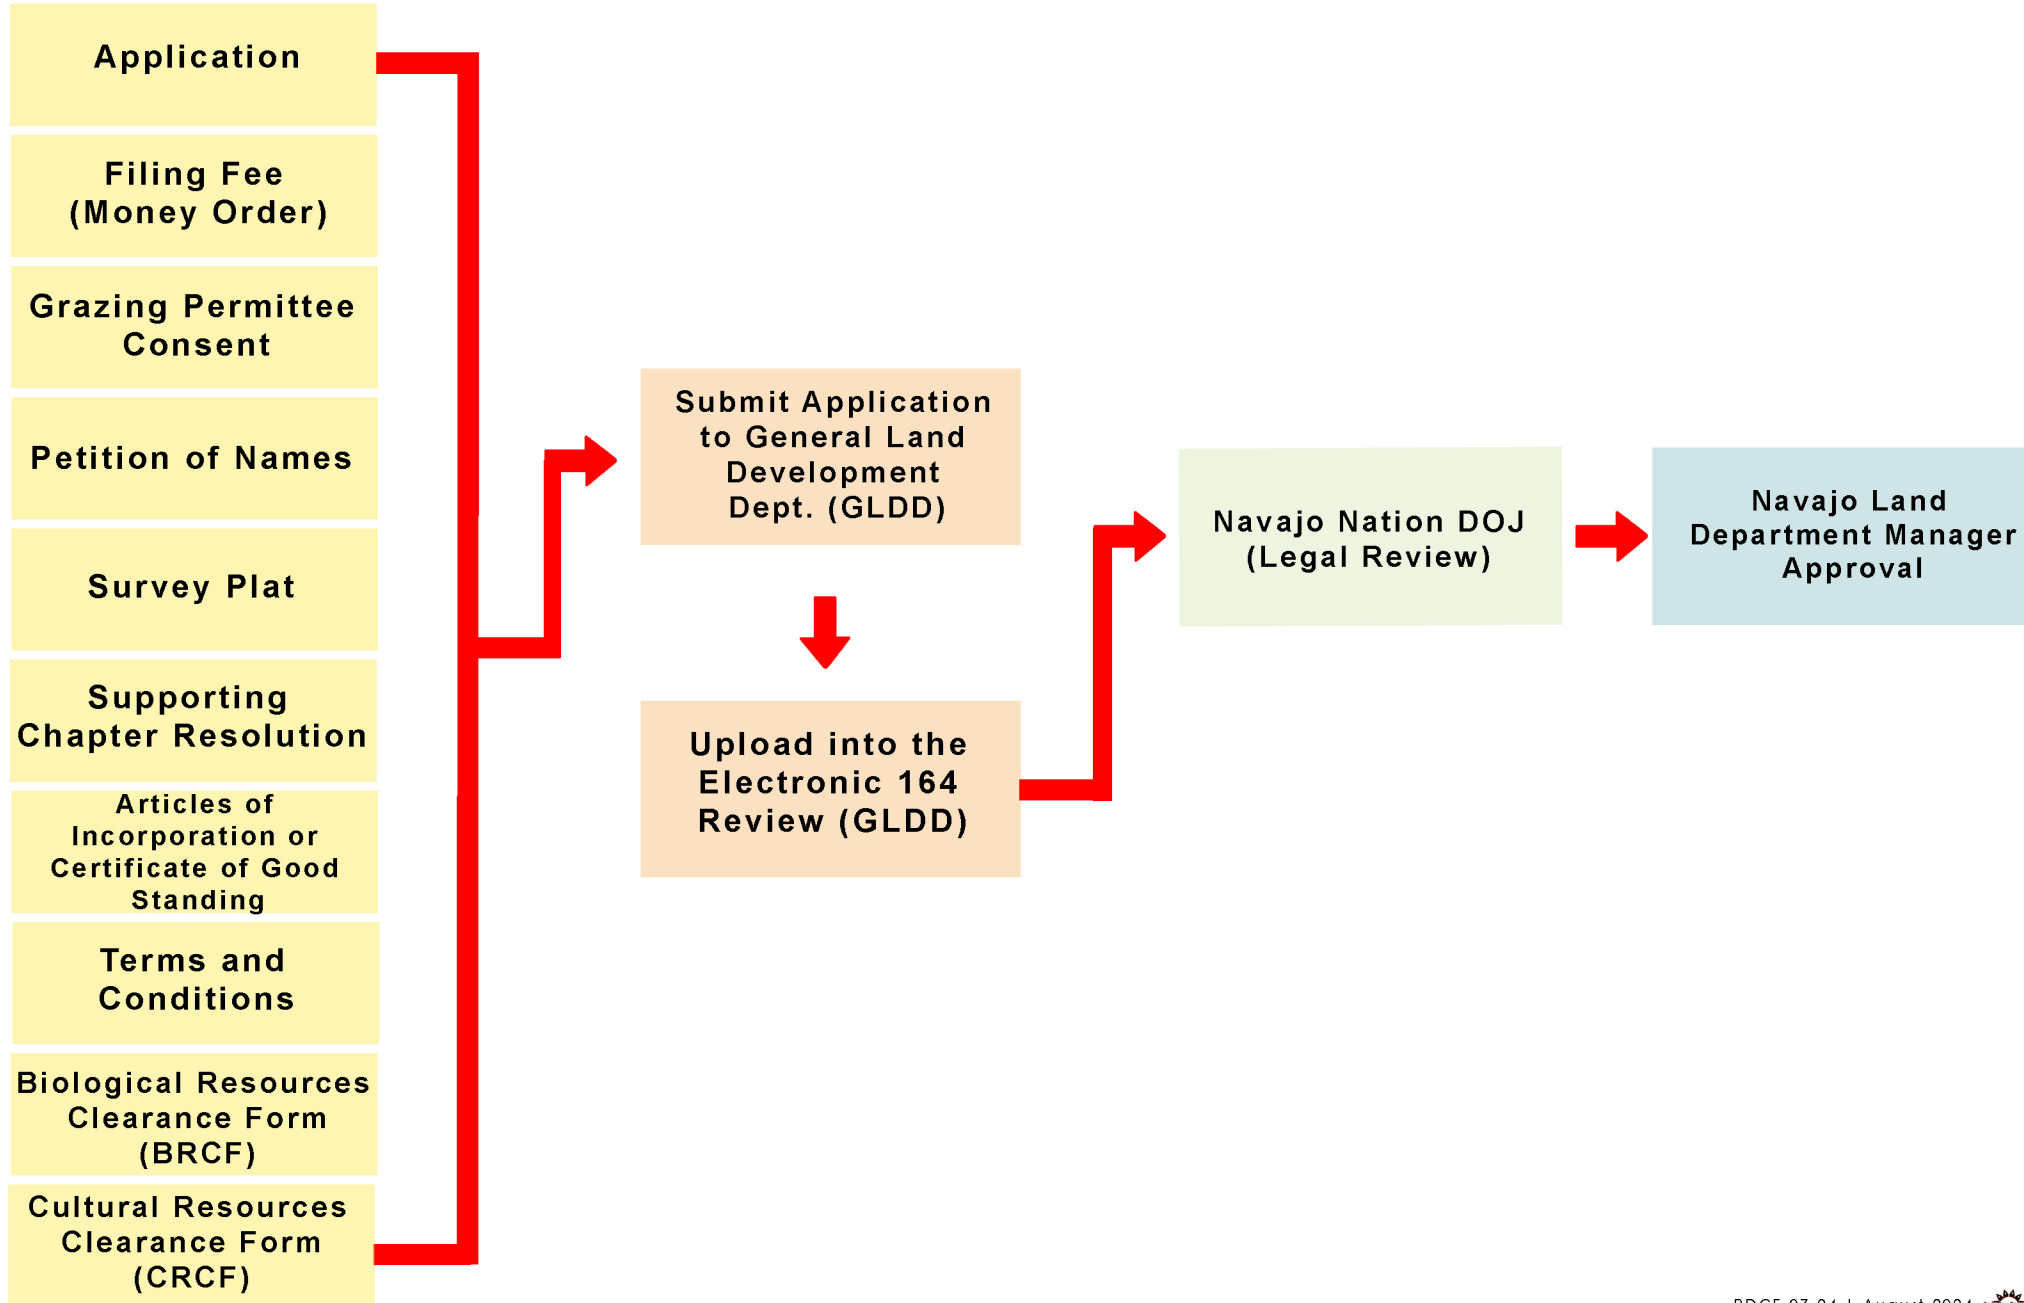 Application
Filing Fee
(Money Order)
Grazing Permittee
Consent
Petition of Names
Survey Plat
Supporting
Chapter Resolution
Articles of
Incorporation or
Certificate of Good
Standing
Terms and
Conditions
Biological Resources
Clearance Form
(BRCF)
Cultural Resources
Clearance Form
(CRCF)
Submit Application
to General Land
Development
Dept. (GLDD)
Upload into the
Electronic 164
Review (GLDD)
Navajo Nation DOJ
(Legal Review)
Navajo Land
Department Manager
Approval